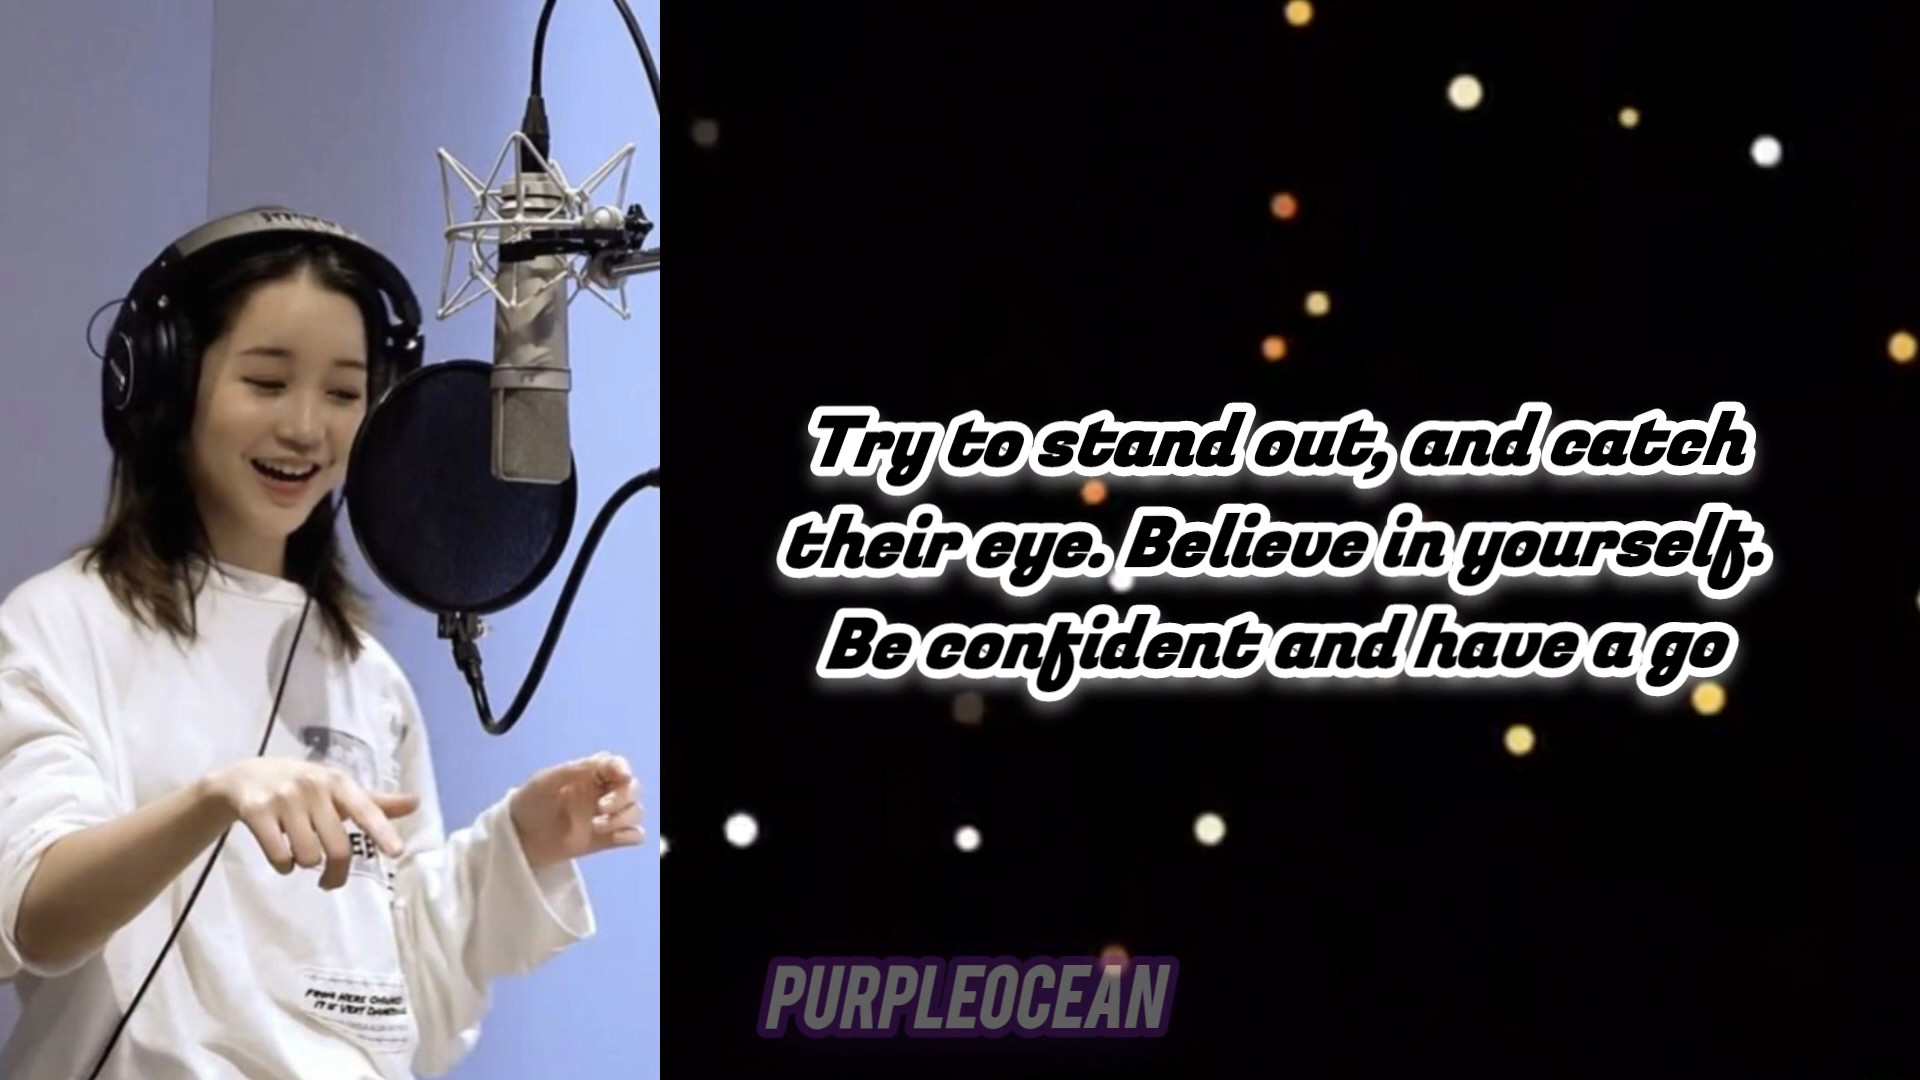 Try to stand out, and catch
their eye. Believe in yourself.
Be confident and have a go
PURPLEOCEAN